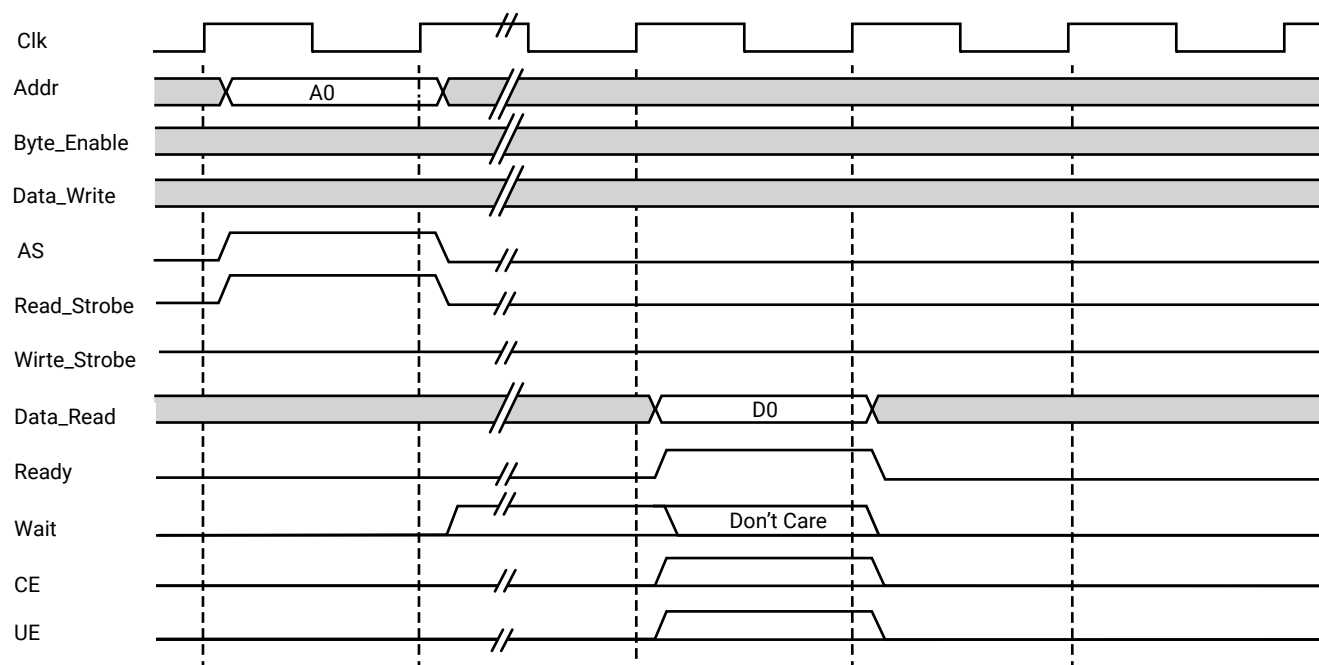 Clk
Addr
A0
Byte_Enable
Data_Write
AS
Read_Strobe
Wirte_Strobe
Data_Read
D0
Ready
Wait
Don’t Care
CE
UE